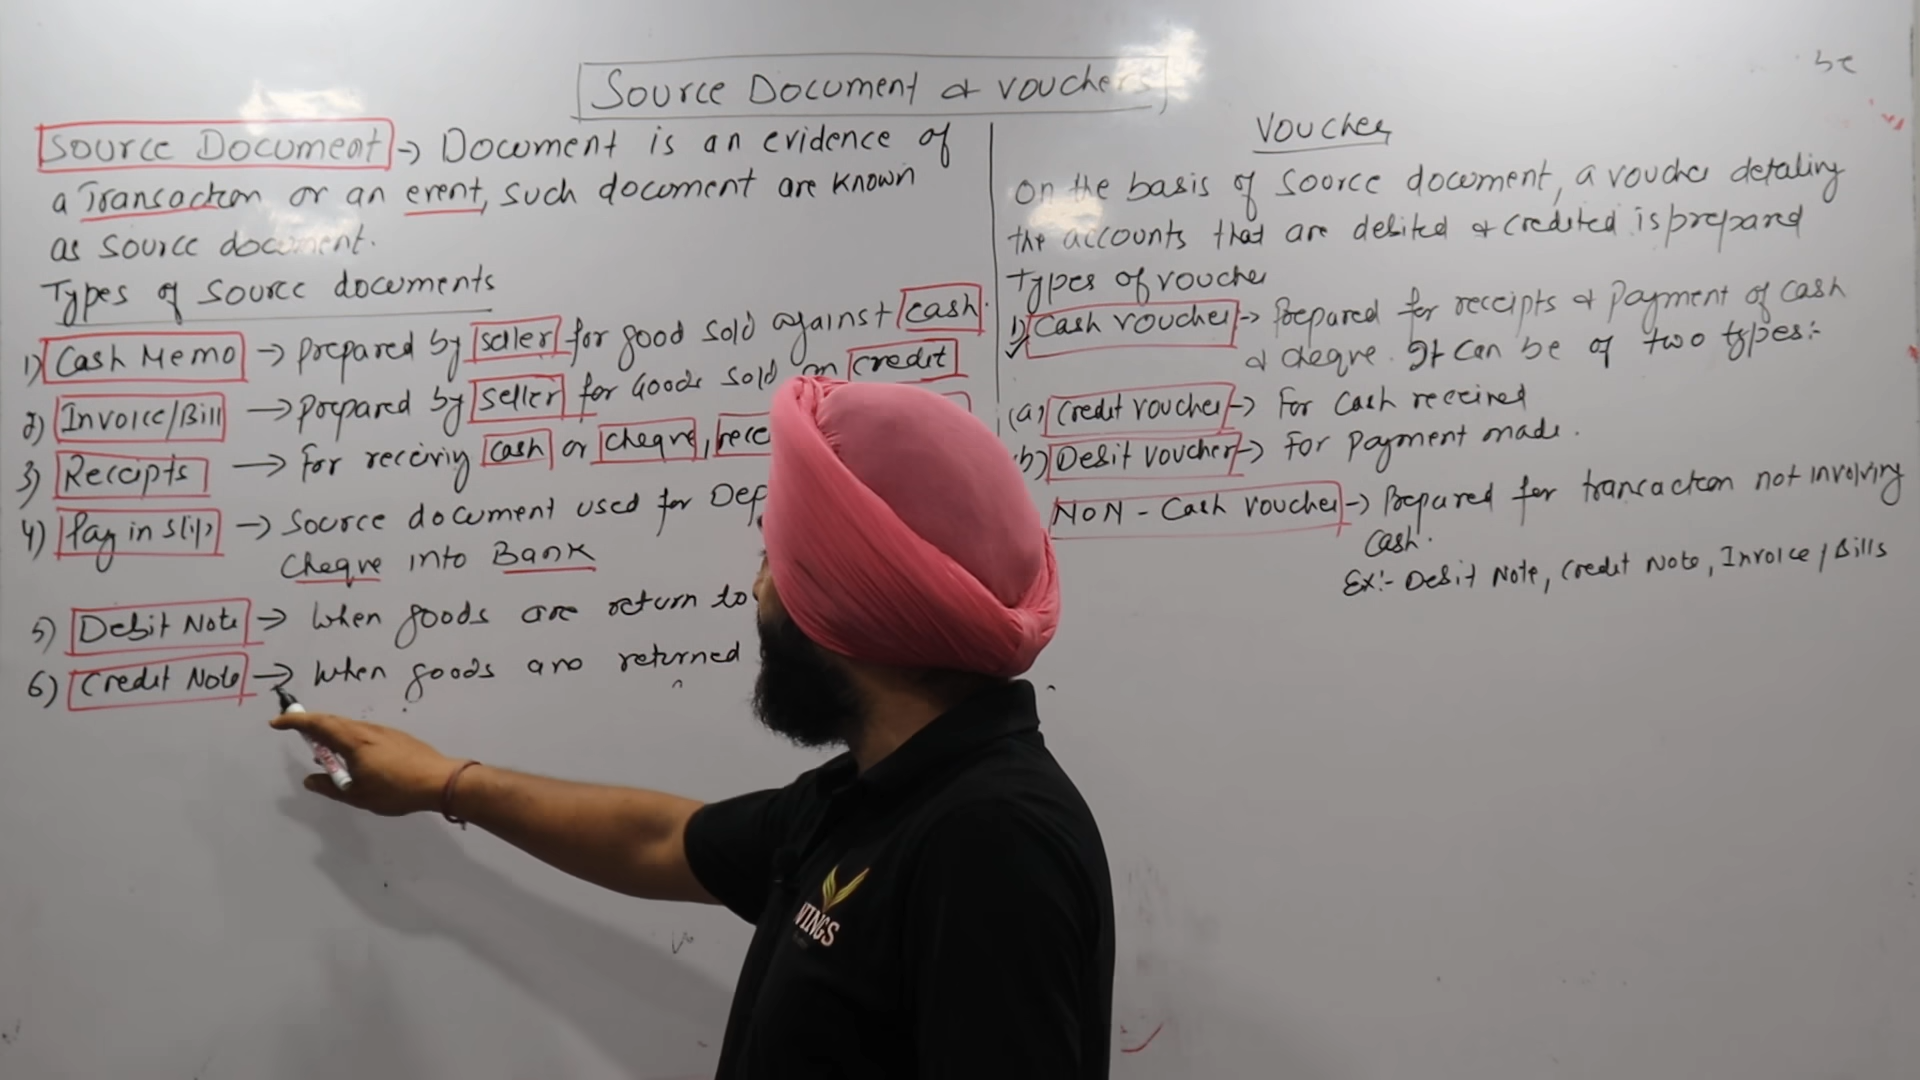 Source Document & vouchers
Source Document → Document is an evidence of
a Transaction or an event, such document are known
as source document.
Types of source documents
1) Cash Memo → prepared by seller for good sold against cash.
2) Invoice/Bill → prepared by seller for Goods sold on credit
3) Receipts → for receiving cash or cheque,
4) Pay in slip → Source document used for
cheque into Bank
5) Debit Note → When goods are return to
6) Credit Note → When goods are returned
Voucher
on the basis of source document, a voucher detaling
the accounts that are debited & credited is prepared
Types of voucher
1) Cash voucher → Prepared for receipts & Payment of cash
& cheque. It can be of two types:-
(a) Credit voucher → For cash received
(b) Debit voucher → For payment made.
NON-Cash voucher → Prepared for transaction not involving
cash.
Ex:- Debit Note, Credit Note, Invoice / Bills
WINGS